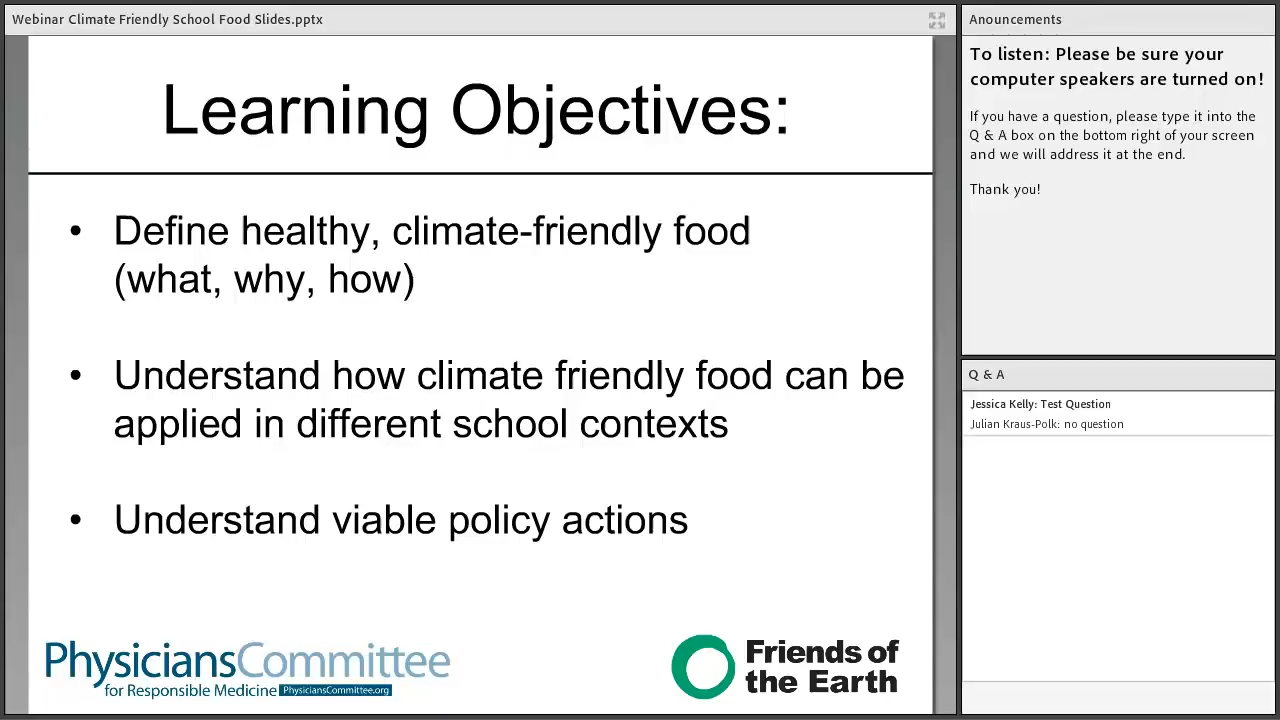 Webinar Climate Friendly School Food Slides.pptx
Learning Objectives:
• Define healthy, climate-friendly food
(what, why, how)
• Understand how climate friendly food can be
applied in different school contexts
• Understand viable policy actions
PhysiciansCommittee
for Responsible Medicine PhysiciansCommittee.org
Friends of
the Earth
Anouncements
To listen: Please be sure your
computer speakers are turned on!
If you have a question, please type it into the
Q & A box on the bottom right of your screen
and we will address it at the end.
Thank you!
Q & A
Jessica Kelly: Test Question
Julian Kraus-Polk: no question